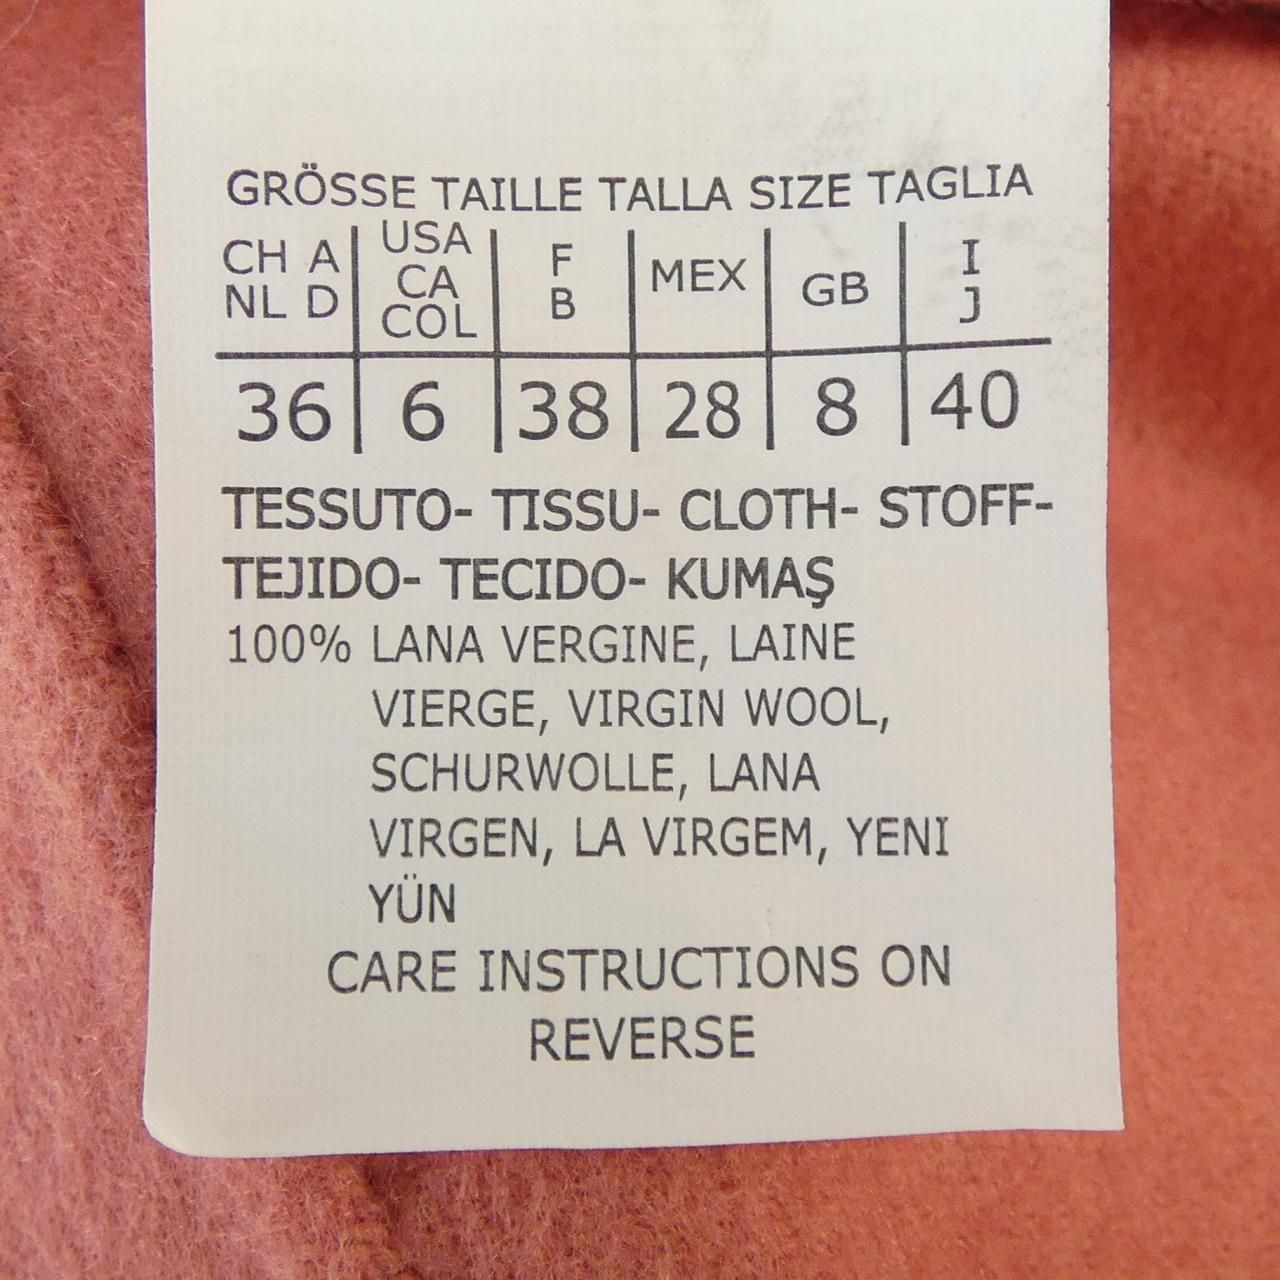 GRÖSSE TAILLE TALLA SIZE TAGLIA
CH A NL D | USA CA COL | F B | MEX | GB | I J
36 | 6 | 38 | 28 | 8 | 40
TESSUTO- TISSU- CLOTH- STOFF-
TEJIDO- TECIDO- KUMAŞ
100% LANA VERGINE, LAINE
VIERGE, VIRGIN WOOL,
SCHURWOLLE, LANA
VIRGEN, LA VIRGEM, YENI
YÜN
CARE INSTRUCTIONS ON
REVERSE